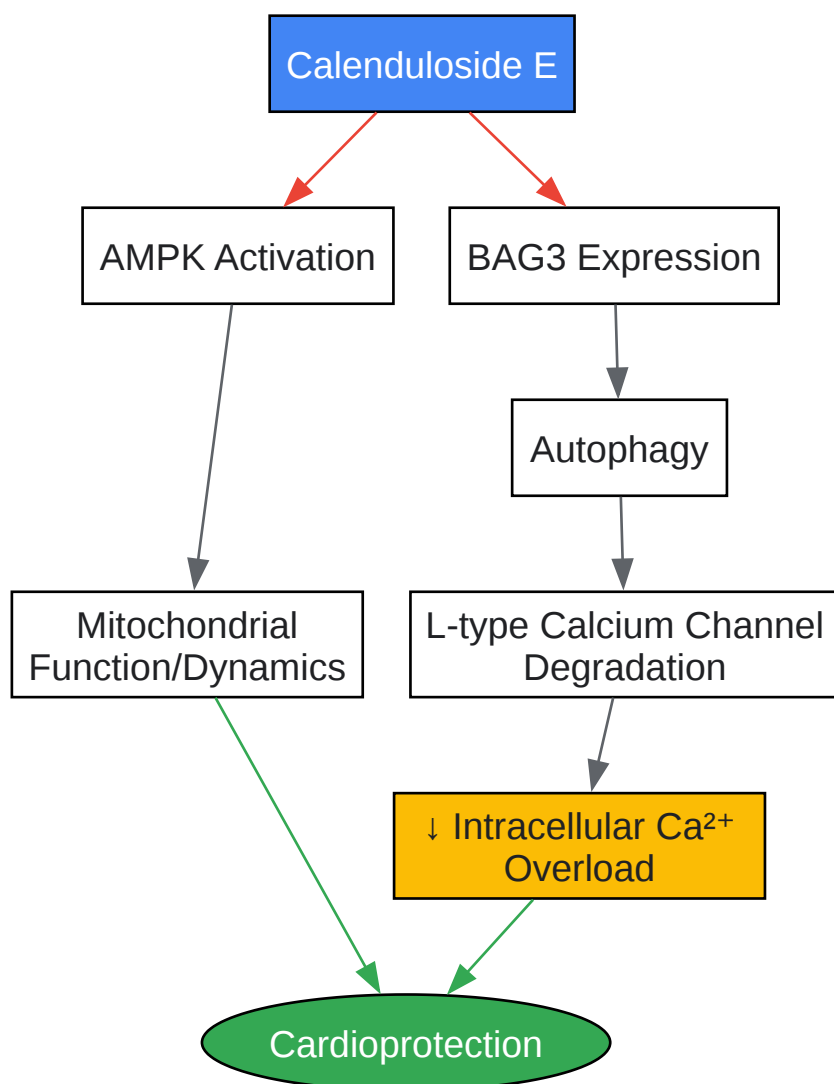 Calenduloside E
AMPK Activation
BAG3 Expression
Autophagy
Mitochondrial
Function/Dynamics
L-type Calcium Channel
Degradation
↓ Intracellular Ca²⁺
Overload
Cardioprotection